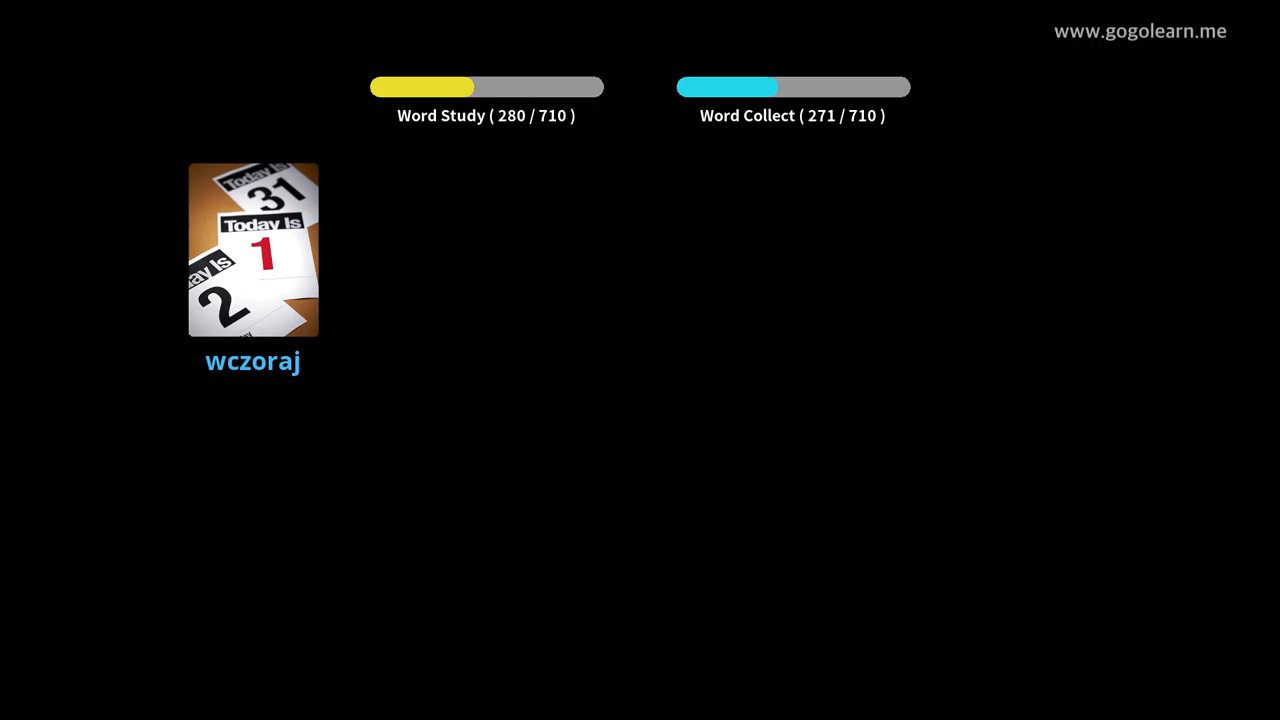 www.gogolearn.me
Word Study ( 280 / 710 )
Word Collect ( 271 / 710 )
Today Is
31
Today Is
1
ay Is
2
wczoraj